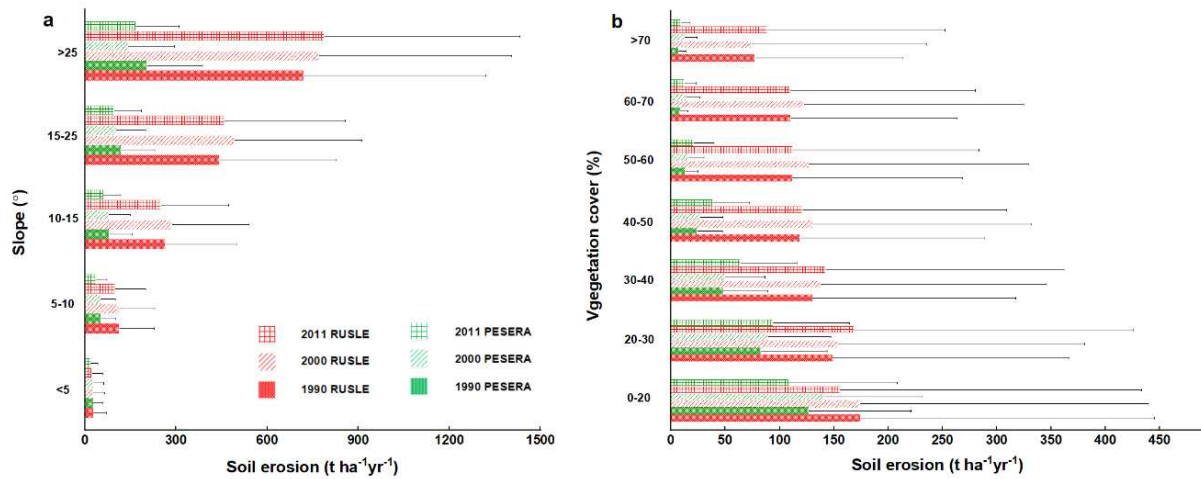 a
>25
15-25
10-15
5-10
<5
Slope (°)
2011 RUSLE
2011 PESERA
2000 RUSLE
2000 PESERA
1990 RUSLE
1990 PESERA
0 300 600 900 1200 1500
Soil erosion (t ha⁻¹yr⁻¹)
b
>70
60-70
50-60
40-50
30-40
20-30
0-20
Vgegetation cover (%)
0 50 100 150 200 250 300 350 400 450
Soil erosion (t ha⁻¹yr⁻¹)